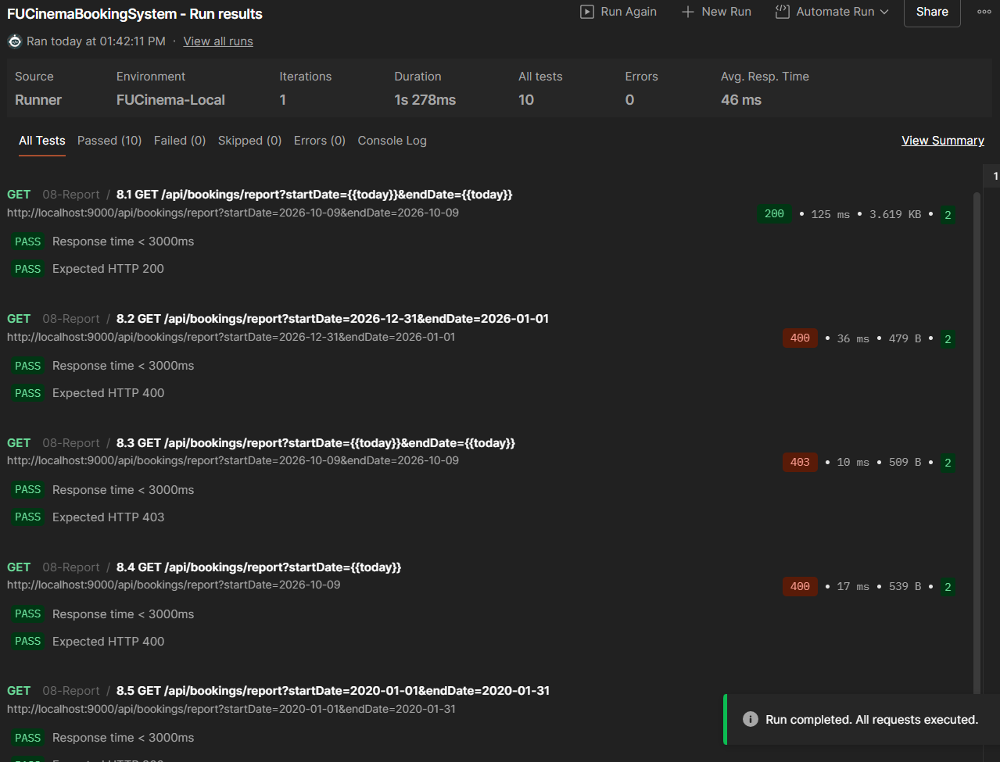 FUCinemaBookingSystem - Run results
Run Again
New Run
Automate Run
Share
Ran today at 01:42:11 PM · View all runs
Source Environment Iterations Duration All tests Errors Avg. Resp. Time
Runner FUCinema-Local 1 1s 278ms 10 0 46 ms
All Tests Passed (10) Failed (0) Skipped (0) Errors (0) Console Log View Summary
1
GET 08-Report / 8.1 GET /api/bookings/report?startDate={{today}}&endDate={{today}}
http://localhost:9000/api/bookings/report?startDate=2026-10-09&endDate=2026-10-09
200 • 125 ms • 3.619 KB • 2
PASS Response time < 3000ms
PASS Expected HTTP 200
GET 08-Report / 8.2 GET /api/bookings/report?startDate=2026-12-31&endDate=2026-01-01
http://localhost:9000/api/bookings/report?startDate=2026-12-31&endDate=2026-01-01
400 • 36 ms • 479 B • 2
PASS Response time < 3000ms
PASS Expected HTTP 400
GET 08-Report / 8.3 GET /api/bookings/report?startDate={{today}}&endDate={{today}}
http://localhost:9000/api/bookings/report?startDate=2026-10-09&endDate=2026-10-09
403 • 10 ms • 509 B • 2
PASS Response time < 3000ms
PASS Expected HTTP 403
GET 08-Report / 8.4 GET /api/bookings/report?startDate={{today}}
http://localhost:9000/api/bookings/report?startDate=2026-10-09
400 • 17 ms • 539 B • 2
PASS Response time < 3000ms
PASS Expected HTTP 400
GET 08-Report / 8.5 GET /api/bookings/report?startDate=2020-01-01&endDate=2020-01-31
http://localhost:9000/api/bookings/report?startDate=2020-01-01&endDate=2020-01-31
PASS Response time < 3000ms
Run completed. All requests executed.